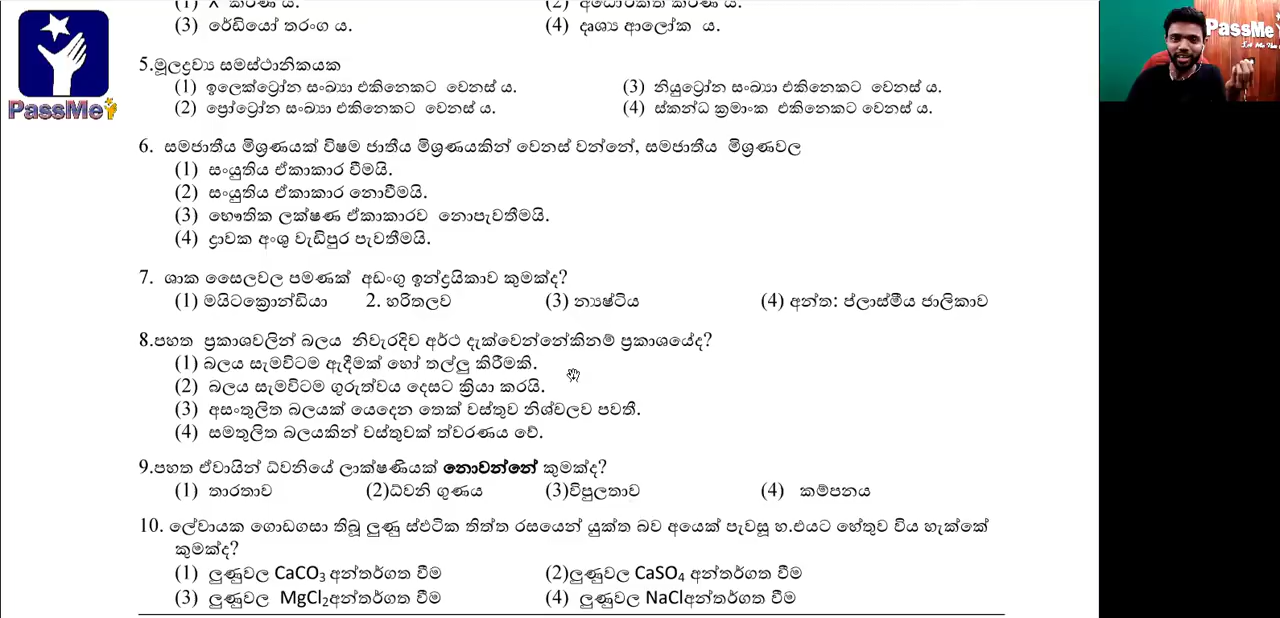 (1) X කිරණ ය. (2) අධෝරක්ත කිරණ ය.
(3) රේඩියෝ තරංග ය. (4) දෘශ්‍ය ආලෝක ය.
PassMe
PassMe
5.මූලද්‍රව්‍ය සමස්ථානිකයක
(1) ඉලෙක්ට්‍රෝන සංඛ්‍යා එකිනෙකට වෙනස් ය. (3) නියුට්‍රෝන සංඛ්‍යා එකිනෙකට වෙනස් ය.
(2) ප්‍රෝට්‍රෝන සංඛ්‍යා එකිනෙකට වෙනස් ය. (4) ස්කන්ධ ක්‍රමාංක එකිනෙකට වෙනස් ය.
6. සමජාතීය මිශ්‍රණයක් විෂම ජාතීය මිශ්‍රණයකින් වෙනස් වන්නේ, සමජාතීය මිශ්‍රණවල
(1) සංයුතිය ඒකාකාර වීමයි.
(2) සංයුතිය ඒකාකාර නොවීමයි.
(3) භෞතික ලක්ෂණ ඒකාකාරව නොපැවතීමයි.
(4) ද්‍රාවක අංශු වැඩිපුර පැවතීමයි.
7. ශාක සෛලවල පමණක් අඩංගු ඉන්ද්‍රයිකාව කුමක්ද?
(1) මයිටකොන්ඩ්‍රියා 2. හරිතලව (3) න්‍යෂ්ටිය (4) අන්ත: ප්ලාස්මීය ජාලිකාව
8.පහත ප්‍රකාශවලින් බලය නිවැරදිව අර්ථ දැක්වෙන්නේකිනම් ප්‍රකාශයේද?
(1) බලය සැමවිටම ඇදීමක් හෝ තල්ලු කිරීමකි.
(2) බලය සැමවිටම ගුරුත්වය දෙසට ක්‍රියා කරයි.
(3) අසංතුලිත බලයක් යෙදෙන තෙක් වස්තුව නිශ්චලව පවතී.
(4) සමතුලිත බලයකින් වස්තුවක් ත්වරණය වේ.
9.පහත ඒවායින් ධ්වනියේ ලාක්ෂණියක් නොවන්නේ කුමක්ද?
(1) තාරතාව (2)ධ්වනි ගුණය (3)විපුලතාව (4) කම්පනය
10. ලේවායක ගොඩගසා තිබූ ලුණු ස්ඵටික තිත්ත රසයෙන් යුක්ත බව අයෙක් පැවසූ හ.එයට හේතුව විය හැක්කේ
කුමක්ද?
(1) ලුණුවල CaCO₃ අන්තර්ගත වීම (2)ලුණුවල CaSO₄ අන්තර්ගත වීම
(3) ලුණුවල MgCl₂අන්තර්ගත වීම (4) ලුණුවල NaClඅන්තර්ගත වීම